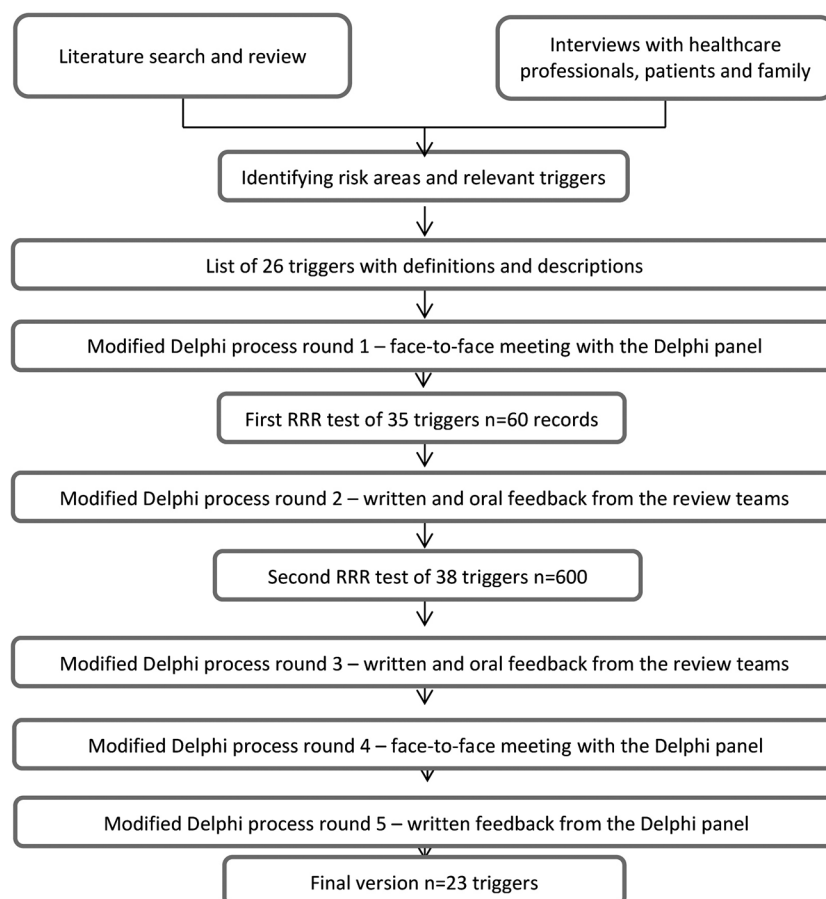 Literature search and review
Interviews with healthcare
professionals, patients and family
Identifying risk areas and relevant triggers
List of 26 triggers with definitions and descriptions
Modified Delphi process round 1 – face-to-face meeting with the Delphi panel
First RRR test of 35 triggers n=60 records
Modified Delphi process round 2 – written and oral feedback from the review teams
Second RRR test of 38 triggers n=600
Modified Delphi process round 3 – written and oral feedback from the review teams
Modified Delphi process round 4 – face-to-face meeting with the Delphi panel
Modified Delphi process round 5 – written feedback from the Delphi panel
Final version n=23 triggers